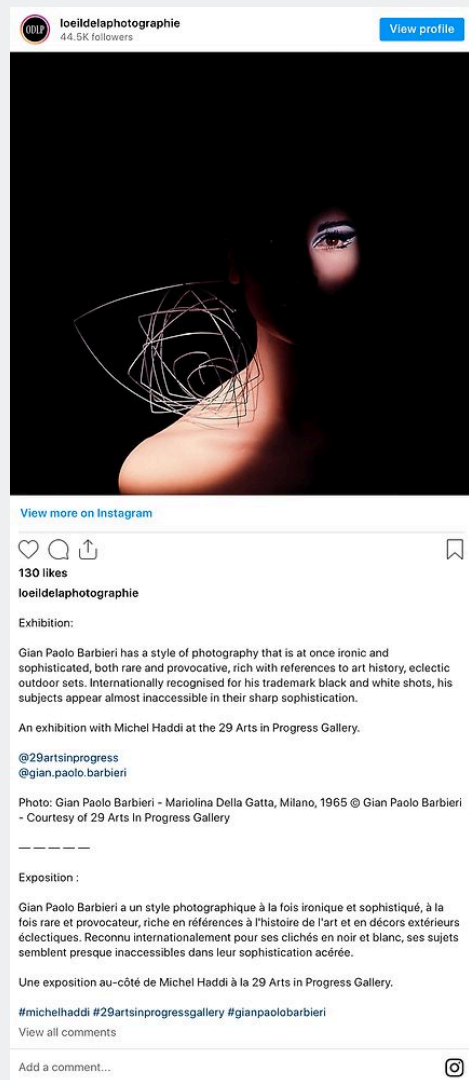 ODLP
loeildelaphotographie
44.5K followers
View profile
View more on Instagram
130 likes
loeildelaphotographie
Exhibition:
Gian Paolo Barbieri has a style of photography that is at once ironic and
sophisticated, both rare and provocative, rich with references to art history, eclectic
outdoor sets. Internationally recognised for his trademark black and white shots, his
subjects appear almost inaccessible in their sharp sophistication.
An exhibition with Michel Haddi at the 29 Arts in Progress Gallery.
@29artsinprogress
@gian.paolo.barbieri
Photo: Gian Paolo Barbieri - Mariolina Della Gatta, Milano, 1965 © Gian Paolo Barbieri
- Courtesy of 29 Arts In Progress Gallery
— — — — —
Exposition :
Gian Paolo Barbieri a un style photographique à la fois ironique et sophistiqué, à la
fois rare et provocateur, riche en références à l'histoire de l'art et en décors extérieurs
éclectiques. Reconnu internationalement pour ses clichés en noir et blanc, ses sujets
semblent presque inaccessibles dans leur sophistication acérée.
Une exposition au-côté de Michel Haddi à la 29 Arts in Progress Gallery.
#michelhaddi #29artsinprogressgallery #gianpaolobarbieri
View all comments
Add a comment...